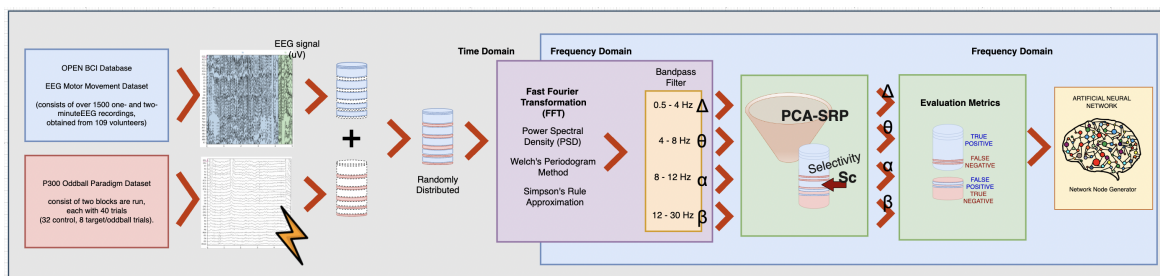 OPEN BCI Database
EEG Motor Movement Dataset
(consists of over 1500 one- and two-
minuteEEG recordings,
obtained from 109 volunteers)
P300 Oddball Paradigm Dataset
consist of two blocks are run,
each with 40 trials
(32 control, 8 target/oddball trials).
EEG signal
(uV)
+
Randomly
Distributed
Time Domain
Frequency Domain
Fast Fourier
Transformation
(FFT)
Power Spectral
Density (PSD)
Welch's Periodogram
Method
Simpson's Rule
Approximation
Bandpass
Filter
0.5 - 4 Hz Δ
4 - 8 Hz θ
8 - 12 Hz α
12 - 30 Hz β
PCA-SRP
Selectivity
Sc
Δ
θ
α
β
Frequency Domain
Evaluation Metrics
TRUE
POSITIVE
FALSE
NEGATIVE
FALSE
POSITIVE
TRUE
NEGATIVE
ARTIFICIAL NEURAL
NETWORK
Network Node Generator